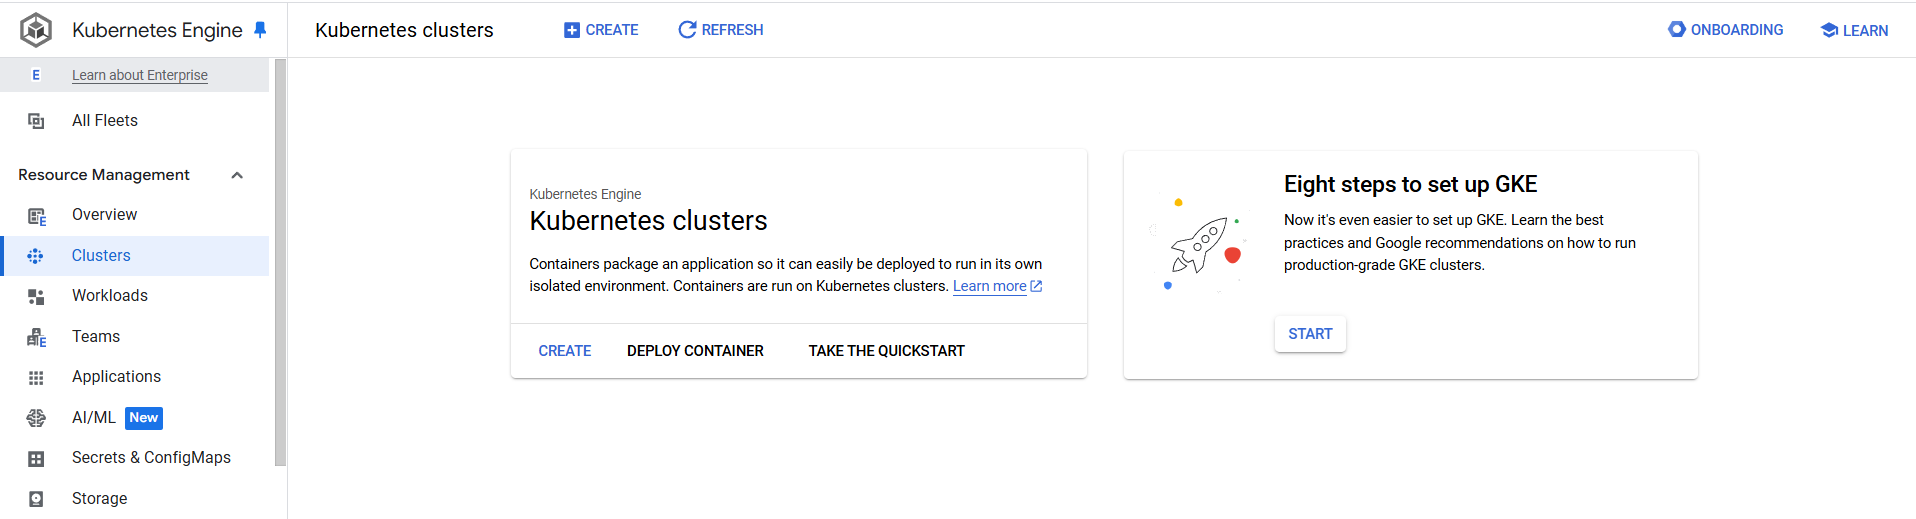 Kubernetes Engine
Kubernetes clusters
CREATE
REFRESH
ONBOARDING
LEARN
E
Learn about Enterprise
All Fleets
Resource Management
E
Overview
Clusters
Workloads
E
Teams
Applications
AI/ML New
Secrets & ConfigMaps
Storage
Kubernetes Engine
Kubernetes clusters
Containers package an application so it can easily be deployed to run in its own
isolated environment. Containers are run on Kubernetes clusters. Learn more
CREATE
DEPLOY CONTAINER
TAKE THE QUICKSTART
Eight steps to set up GKE
Now it's even easier to set up GKE. Learn the best
practices and Google recommendations on how to run
production-grade GKE clusters.
START